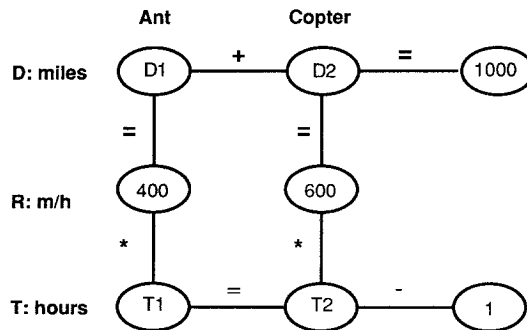 Ant Copter
D: miles D1 + D2 = 1000
= =
R: m/h 400 600
* *
T: hours T1 = T2 - 1